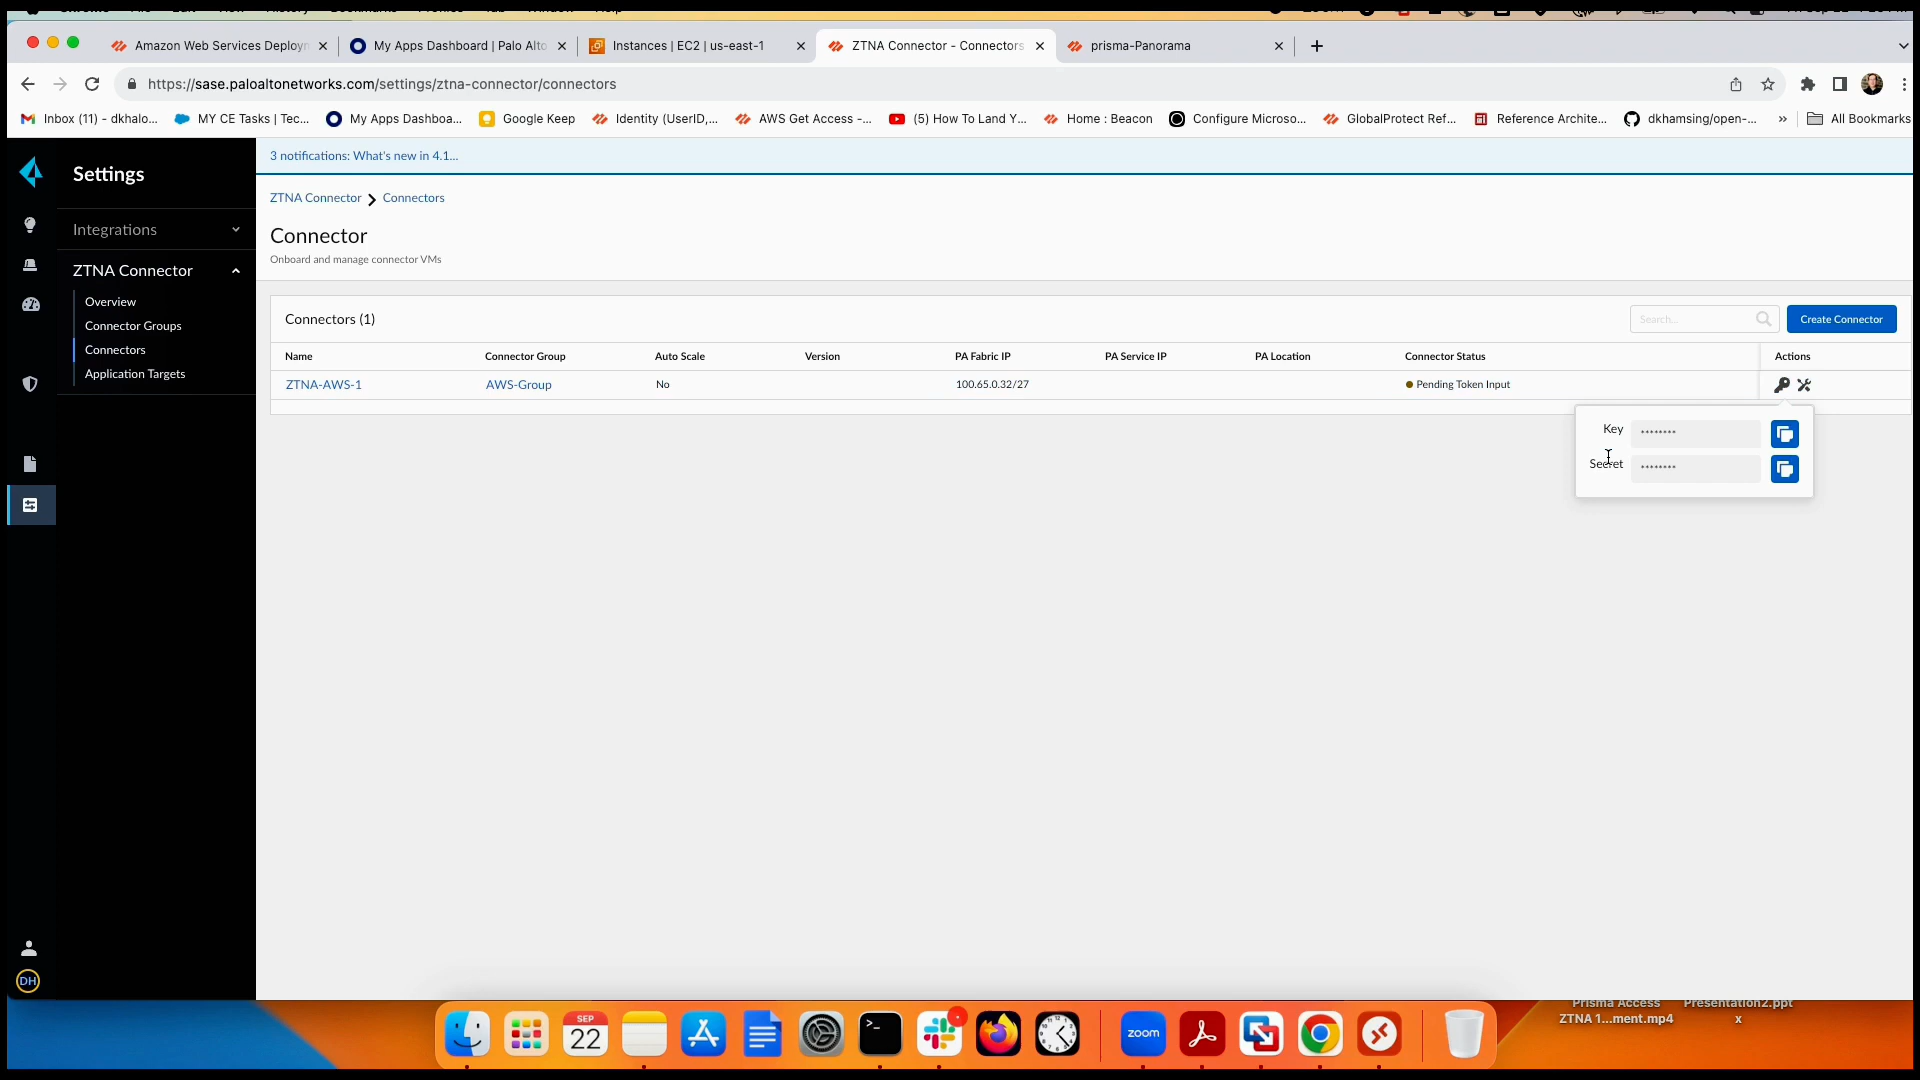 Amazon Web Services Deployn
My Apps Dashboard | Palo Alto
Instances | EC2 | us-east-1
ZTNA Connector - Connectors
prisma-Panorama
https://sase.paloaltonetworks.com/settings/ztna-connector/connectors
Inbox (11) - dkhalo...
MY CE Tasks | Tec...
My Apps Dashboa...
Google Keep
Identity (UserID,...
AWS Get Access -...
(5) How To Land Y...
Home : Beacon
Configure Microso...
GlobalProtect Ref...
Reference Archite...
dkhamsing/open-...
»
All Bookmarks
Settings
Integrations
ZTNA Connector
Overview
Connector Groups
Connectors
Application Targets
DH
3 notifications: What's new in 4.1...
ZTNA Connector
Connectors
Connector
Onboard and manage connector VMs
Connectors (1)
Search...
Create Connector
Name Connector Group Auto Scale Version PA Fabric IP PA Service IP PA Location Connector Status Actions
ZTNA-AWS-1 AWS-Group No 100.65.0.32/27 Pending Token Input
Key ********
Secret ********
Prisma Access
ZTNA 1...ment.mp4
Presentation2.ppt
x
SEP
22
zoom